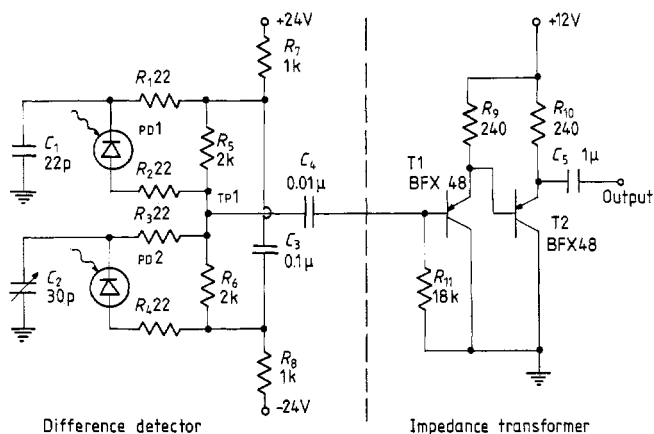 +24V
+12V
R7
1k
R1 22
R9
240
R10
240
PD1
R5
2k
C1
22p
C4
0.01μ
T1
BFX 48
C5 1μ
R2 22
TP1
Output
R3 22
T2
BFX48
PD2
C3
0.1μ
C2
30p
R6
2k
R11
18k
R4 22
R8
1k
-24V
Difference detector
Impedance transformer